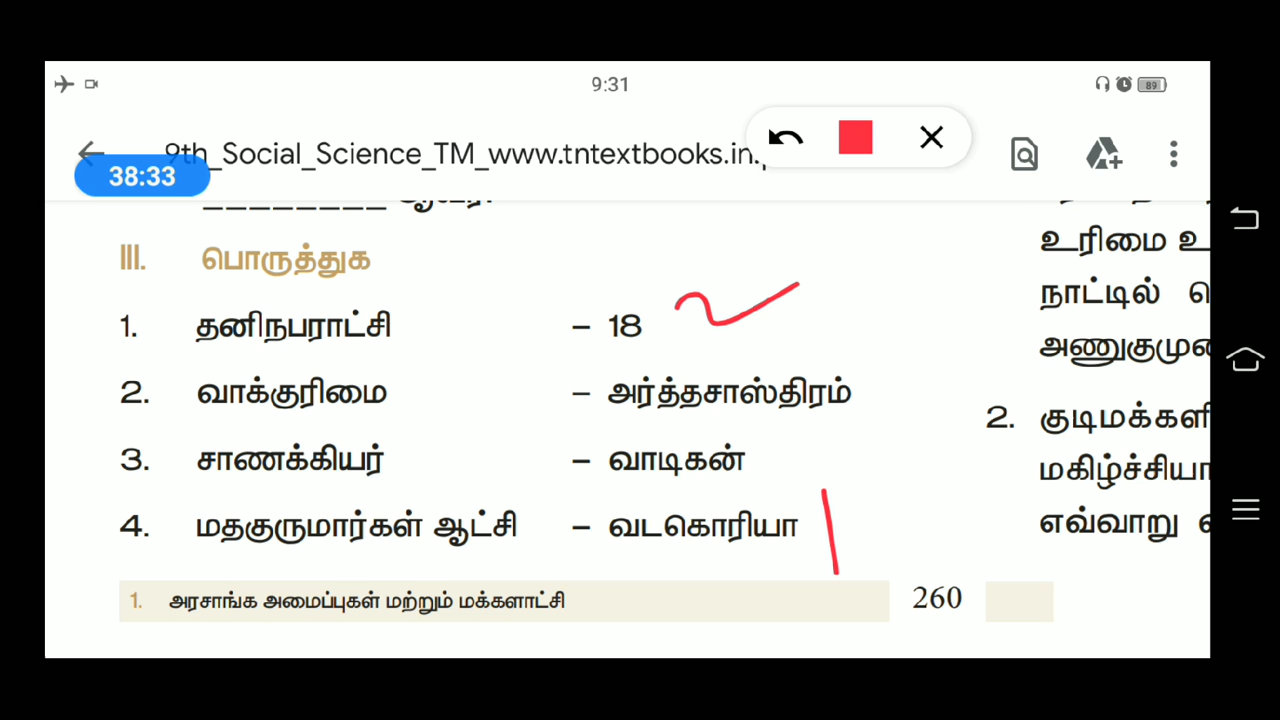 9:31
89
9th_Social_Science_TM_www.tntextbooks.in.
38:33
III. பொருத்துக
1. தனிநபராட்சி – 18
2. வாக்குரிமை – அர்த்தசாஸ்திரம்
3. சாணக்கியர் – வாடிகன்
4. மதகுருமார்கள் ஆட்சி – வடகொரியா
1. அரசாங்க அமைப்புகள் மற்றும் மக்களாட்சி 260
உரிமை உ
நாட்டில்
2. குடிமக்களி
எவ்வாறு